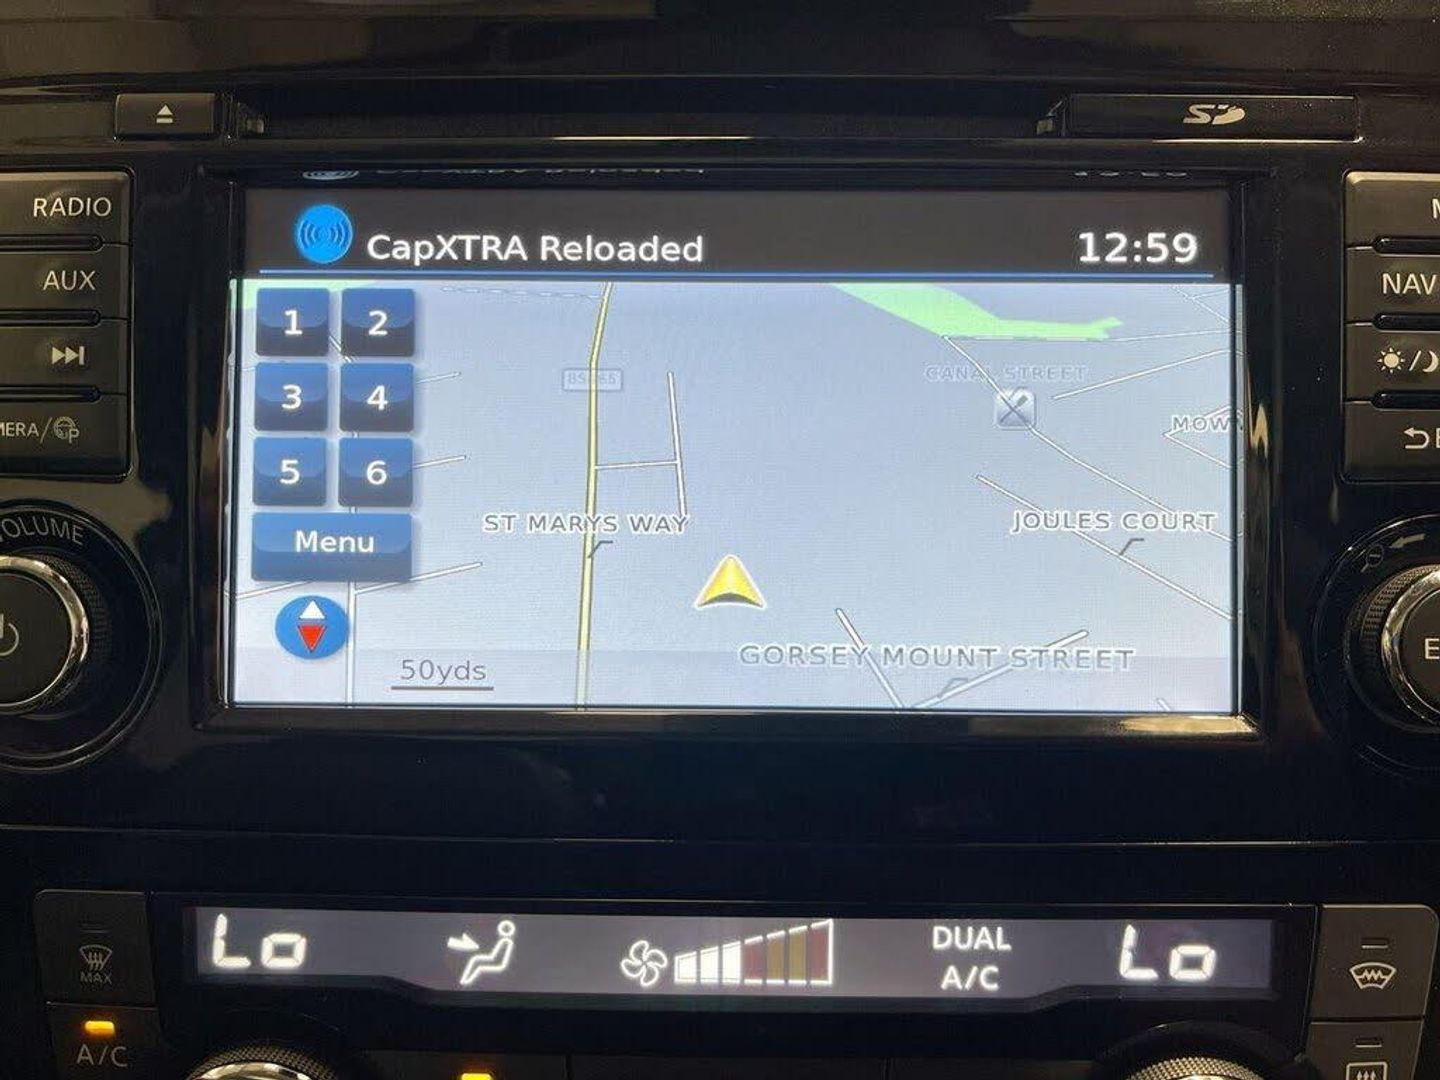 SD
RADIO
AUX
CapXTRA Reloaded
12:59
NAV
1 2
3 4
5 6
Menu
CANAL STREET
ST MARYS WAY
JOULES COURT
GORSEY MOUNT STREET
50yds
VOLUME
Lo
DUAL
A/C
Lo
MAX
A/C